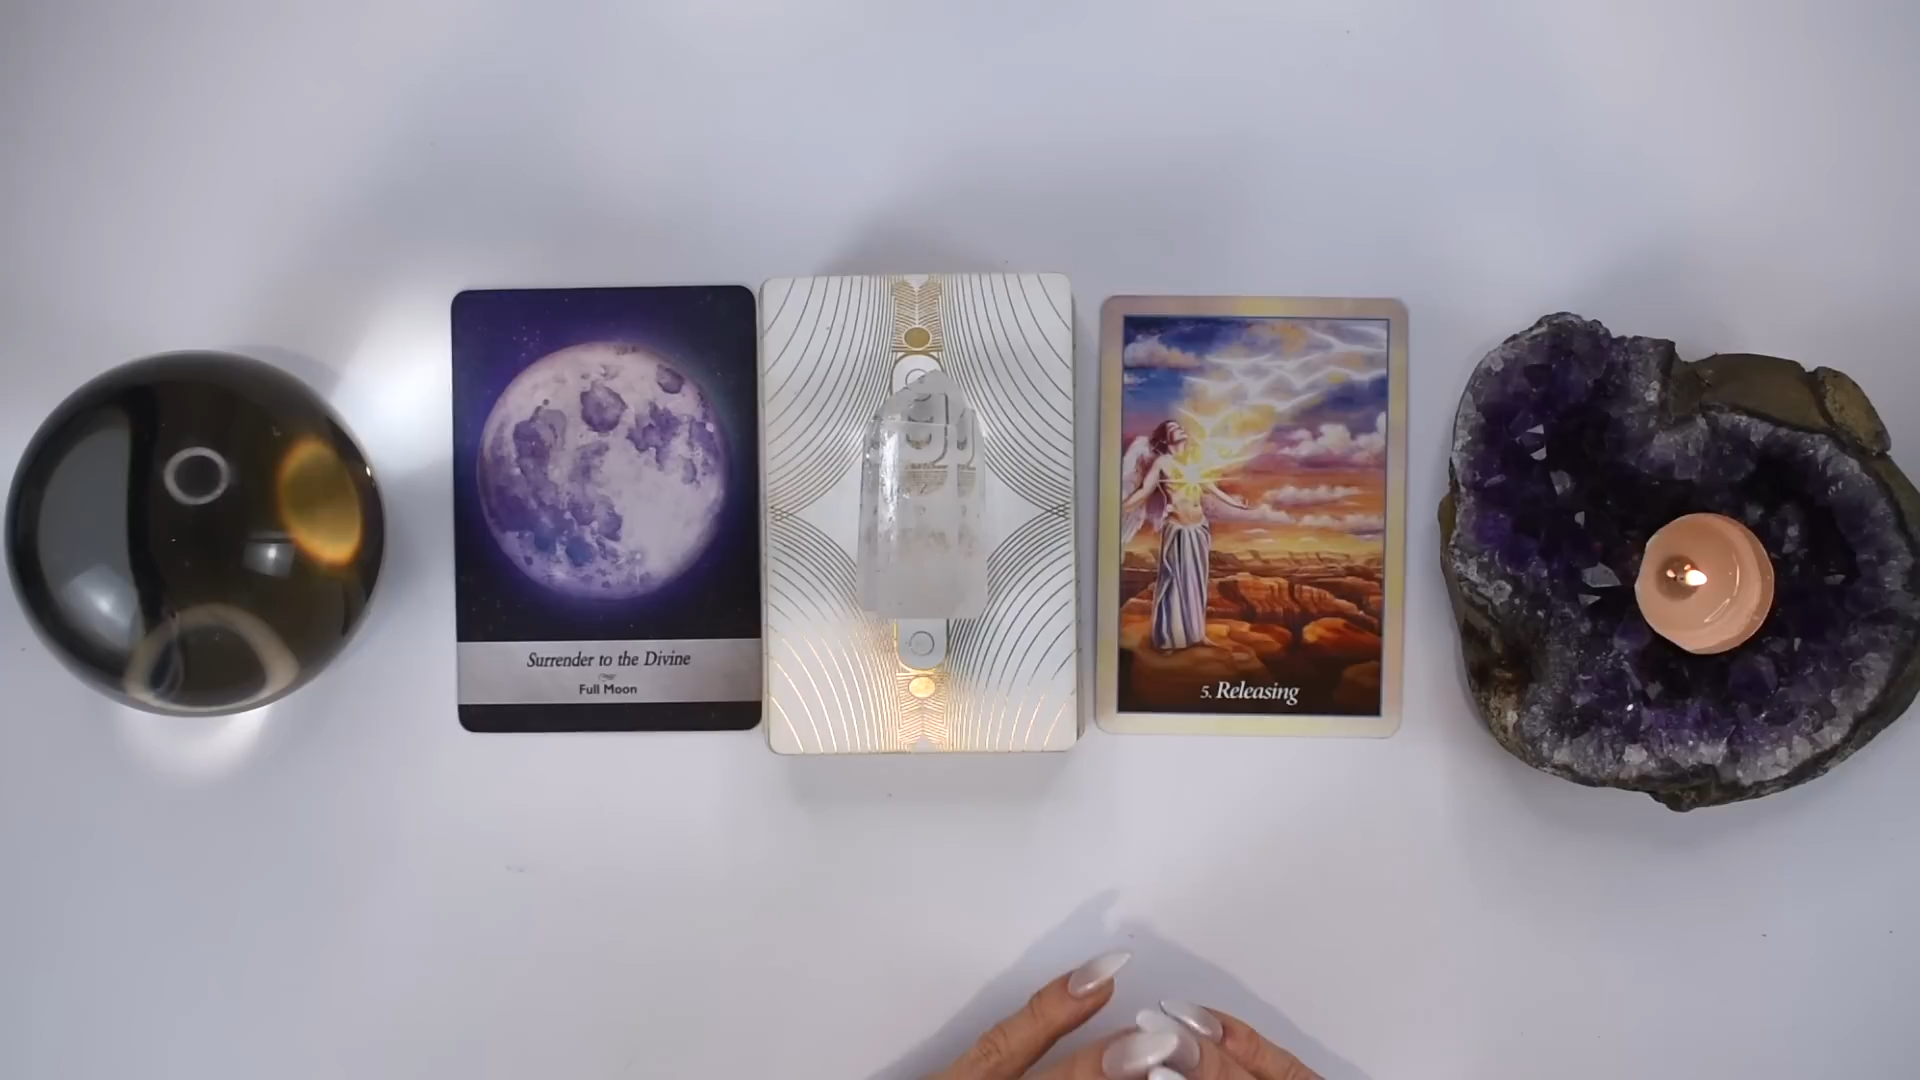 Surrender to the Divine
Full Moon
5. Releasing